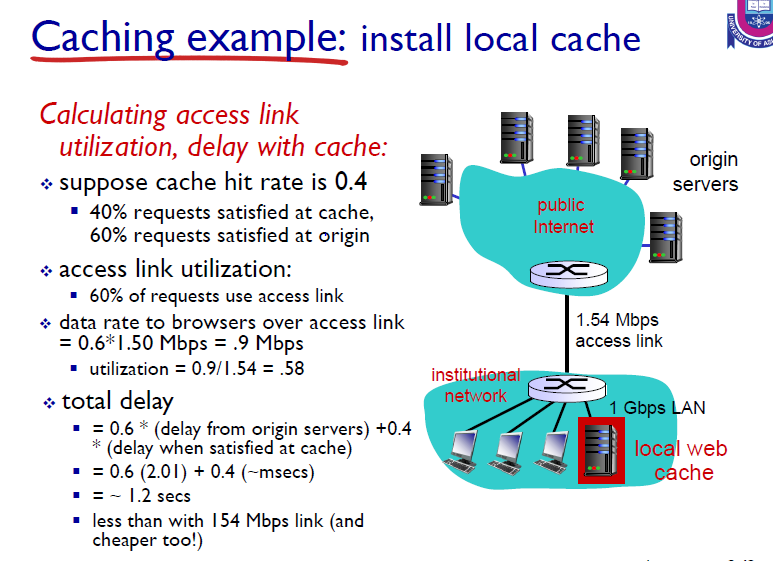 Caching example: install local cache
UNIVERSITY OF
Calculating access link
utilization, delay with cache:
❖ suppose cache hit rate is 0.4
▪ 40% requests satisfied at cache,
60% requests satisfied at origin
❖ access link utilization:
▪ 60% of requests use access link
❖ data rate to browsers over access link
= 0.6*1.50 Mbps = .9 Mbps
▪ utilization = 0.9/1.54 = .58
❖ total delay
▪ = 0.6 * (delay from origin servers) +0.4
* (delay when satisfied at cache)
▪ = 0.6 (2.01) + 0.4 (~msecs)
▪ = ~ 1.2 secs
▪ less than with 154 Mbps link (and
cheaper too!)
origin
servers
public
Internet
1.54 Mbps
access link
institutional
network
1 Gbps LAN
local web
cache